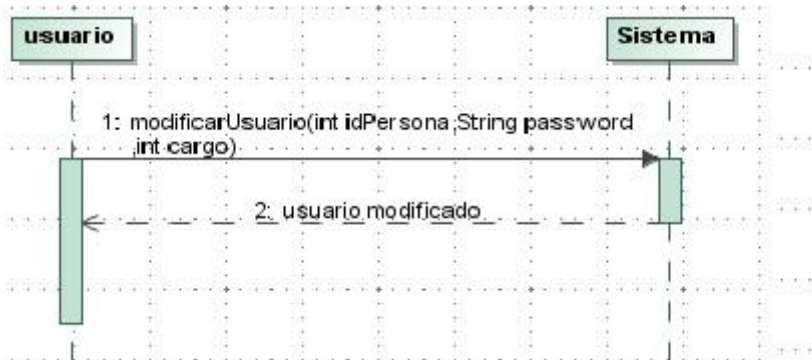 usuario
Sistema
1: modificarUsuario(int idPersona,String password
,int cargo)
2: usuario modificado